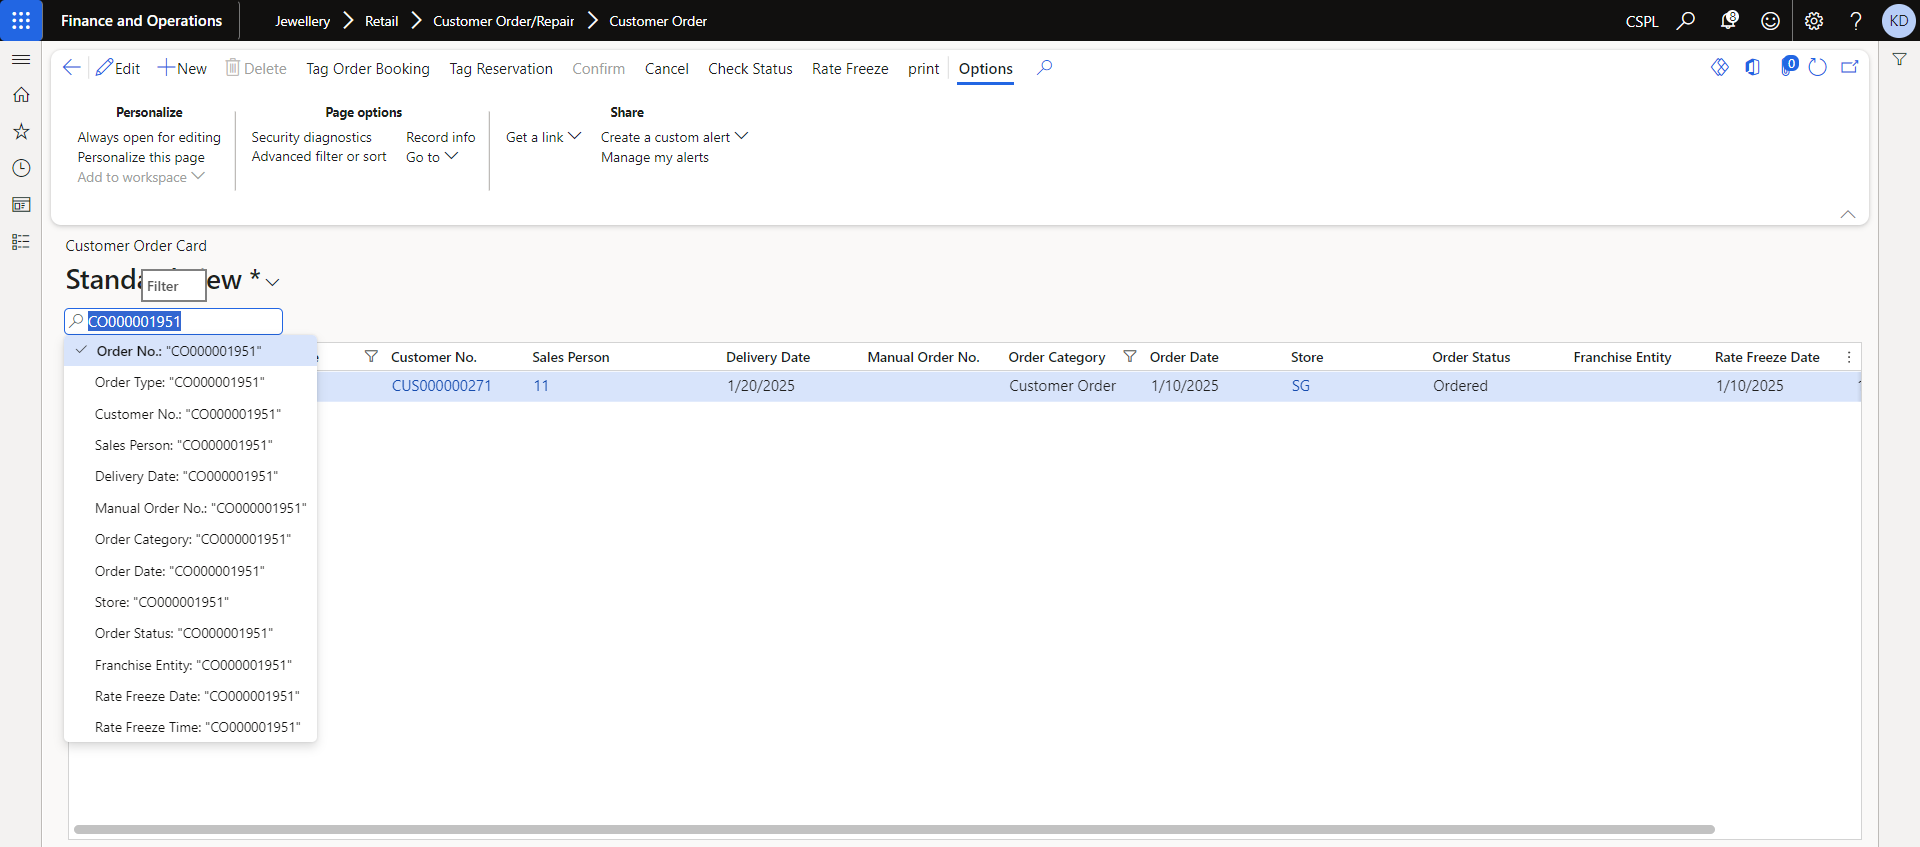 Finance and Operations
Jewellery Retail Customer Order/Repair Customer Order
CSPL
8
?
KD
Edit New Delete Tag Order Booking Tag Reservation Confirm Cancel Check Status Rate Freeze print Options
0
Personalize Page options Share
Always open for editing Security diagnostics Record info Get a link Create a custom alert
Personalize this page Advanced filter or sort Go to Manage my alerts
Add to workspace
Customer Order Card
Filter
CO000001951
Customer No. Sales Person Delivery Date Manual Order No. Order Category Order Date Store Order Status Franchise Entity Rate Freeze Date
CUS000000271 11 1/20/2025 Customer Order 1/10/2025 SG Ordered 1/10/2025
Order No.: "CO000001951"
Order Type: "CO000001951"
Customer No.: "CO000001951"
Sales Person: "CO000001951"
Delivery Date: "CO000001951"
Manual Order No.: "CO000001951"
Order Category: "CO000001951"
Order Date: "CO000001951"
Store: "CO000001951"
Order Status: "CO000001951"
Franchise Entity: "CO000001951"
Rate Freeze Date: "CO000001951"
Rate Freeze Time: "CO000001951"